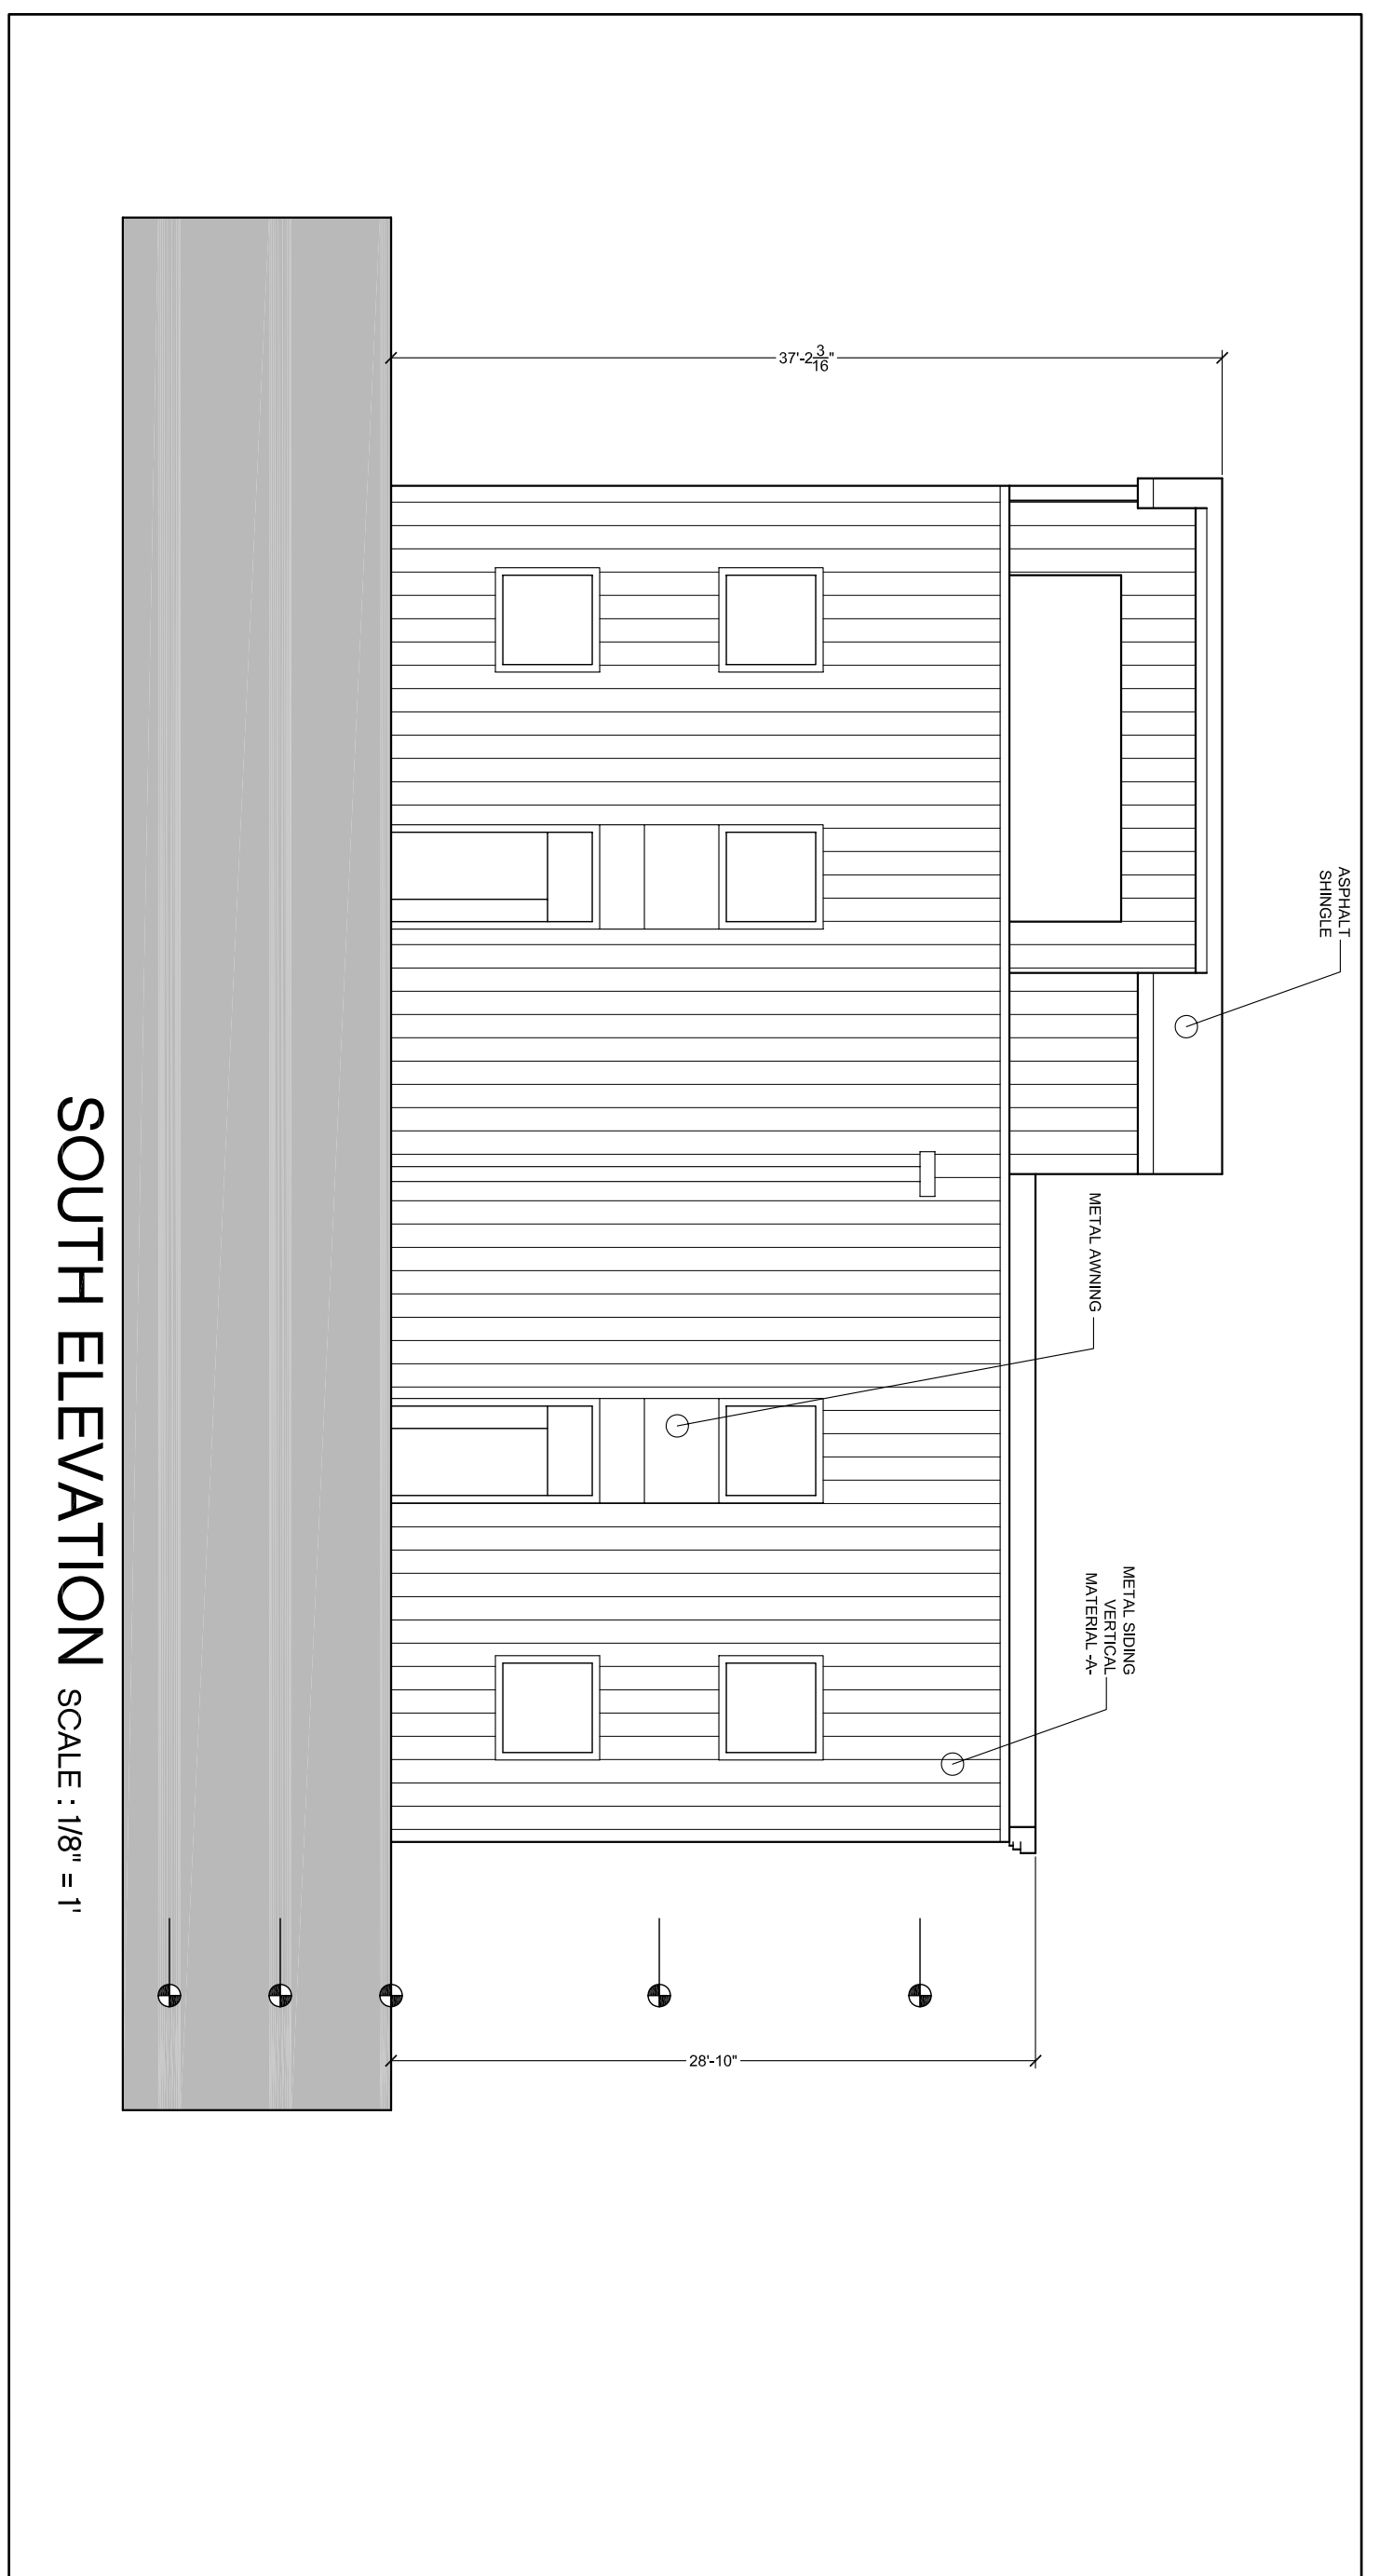 ASPHALT
SHINGLE
METAL AWNING
METAL SIDING
VERTICAL
MATERIAL -A-
37'-2 3/16"
28'-10"
SOUTH ELEVATION SCALE : 1/8" = 1'